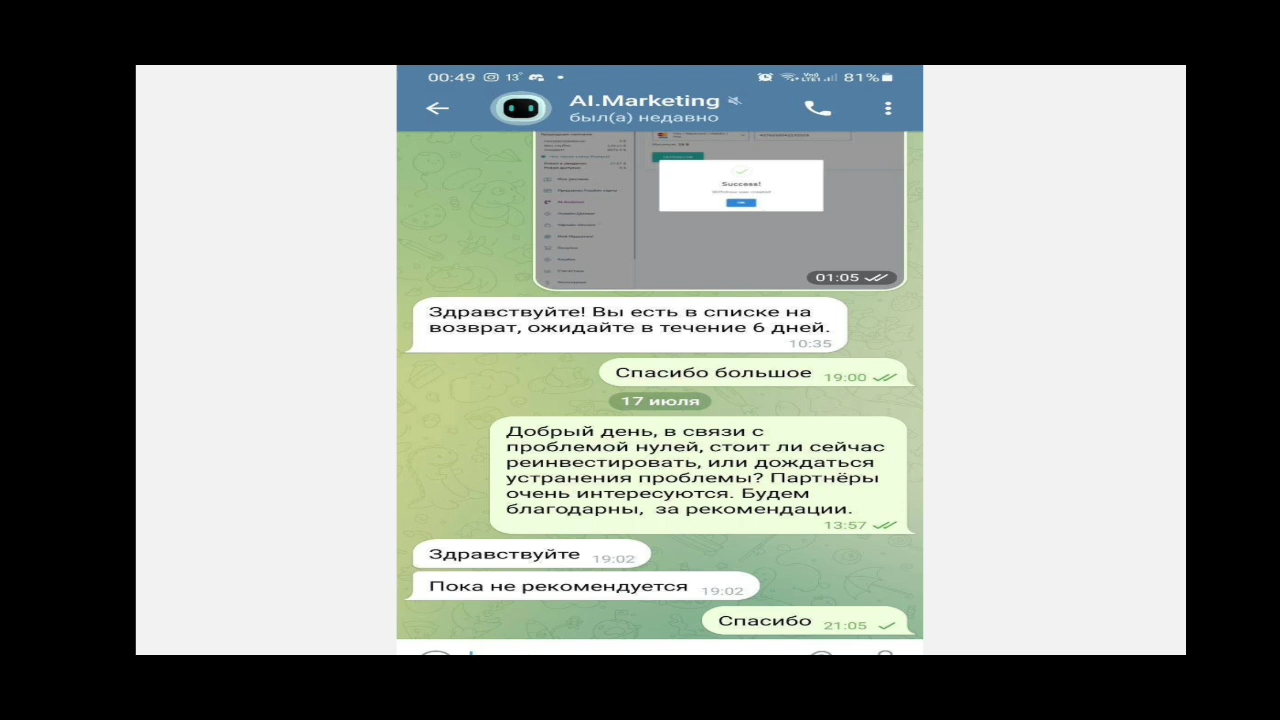 00:49 13°
VoD LTE1 81%
AI.Marketing
был(а) недавно
Success!
OK
01:05
Здравствуйте! Вы есть в списке на
возврат, ожидайте в течение 6 дней.
10:35
Спасибо большое 19:00
17 июля
Добрый день, в связи с
проблемой нулей, стоит ли сейчас
реинвестировать, или дождаться
устранения проблемы? Партнёры
очень интересуются. Будем
благодарны, за рекомендации.
13:57
Здравствуйте 19:02
Пока не рекомендуется 19:02
Спасибо 21:05